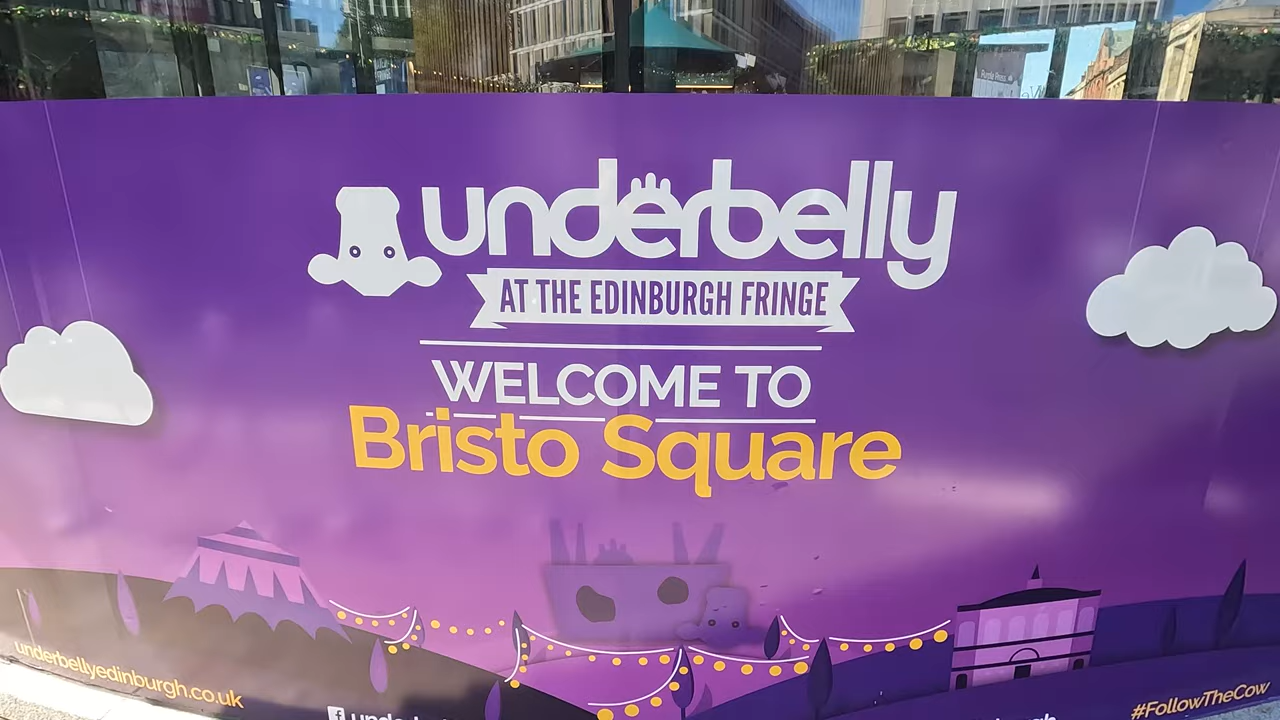 underbelly
AT THE EDINBURGH FRINGE
WELCOME TO
Bristo Square
underbellyedinburgh.co.uk
#FollowTheCow